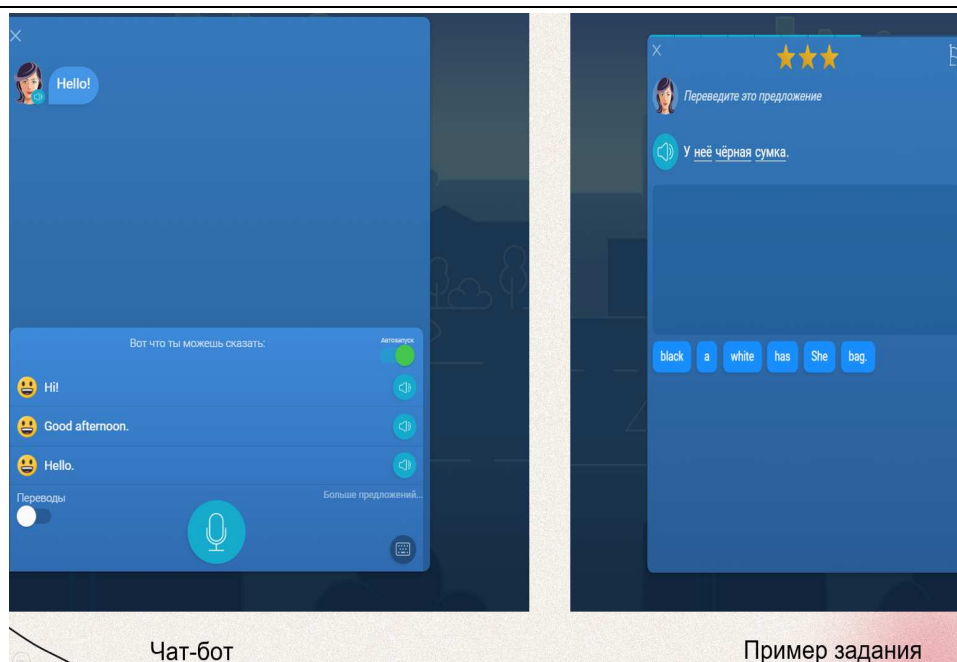 Hello!
Вот что ты можешь сказать:
Автозапуск
Hi!
Good afternoon.
Hello.
Переводы
Больше предложений...
Чат-бот
Переведите это предложение
У неё чёрная сумка.
black a white has She bag.
Пример задания